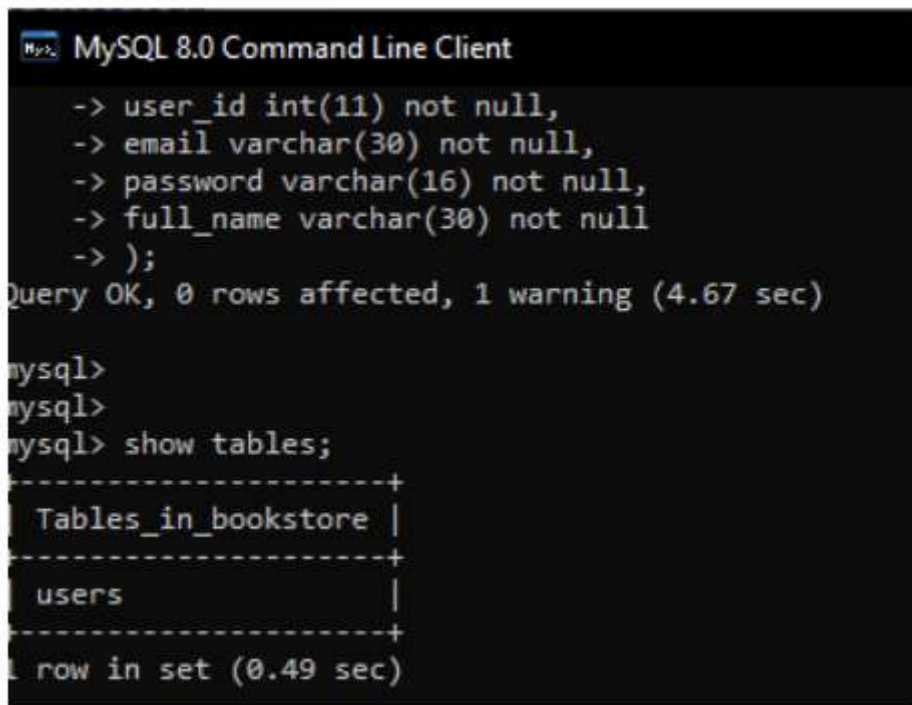 MySQL 8.0 Command Line Client
-> user_id int(11) not null,
-> email varchar(30) not null,
-> password varchar(16) not null,
-> full_name varchar(30) not null
-> );
Query OK, 0 rows affected, 1 warning (4.67 sec)
mysql>
mysql>
mysql> show tables;
+----------------------+
| Tables_in_bookstore |
+----------------------+
| users |
+----------------------+
1 row in set (0.49 sec)